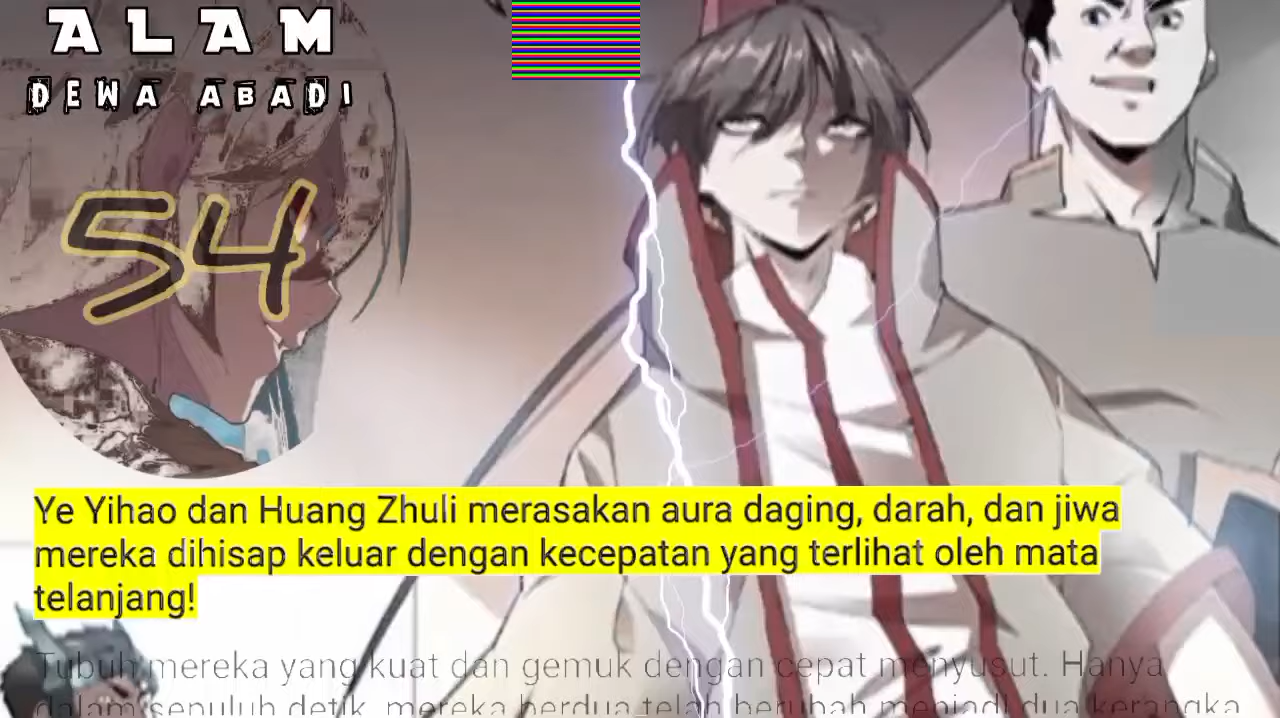 ALAM
DEWA ABADI
54
Ye Yihao dan Huang Zhuli merasakan aura daging, darah, dan jiwa
mereka dihisap keluar dengan kecepatan yang terlihat oleh mata
telanjang!
Tubuh mereka yang kuat dan gemuk dengan cepat menyusut. Hanya
dalam sepuluh detik, mereka berdua telah berubah menjadi dua kerangka